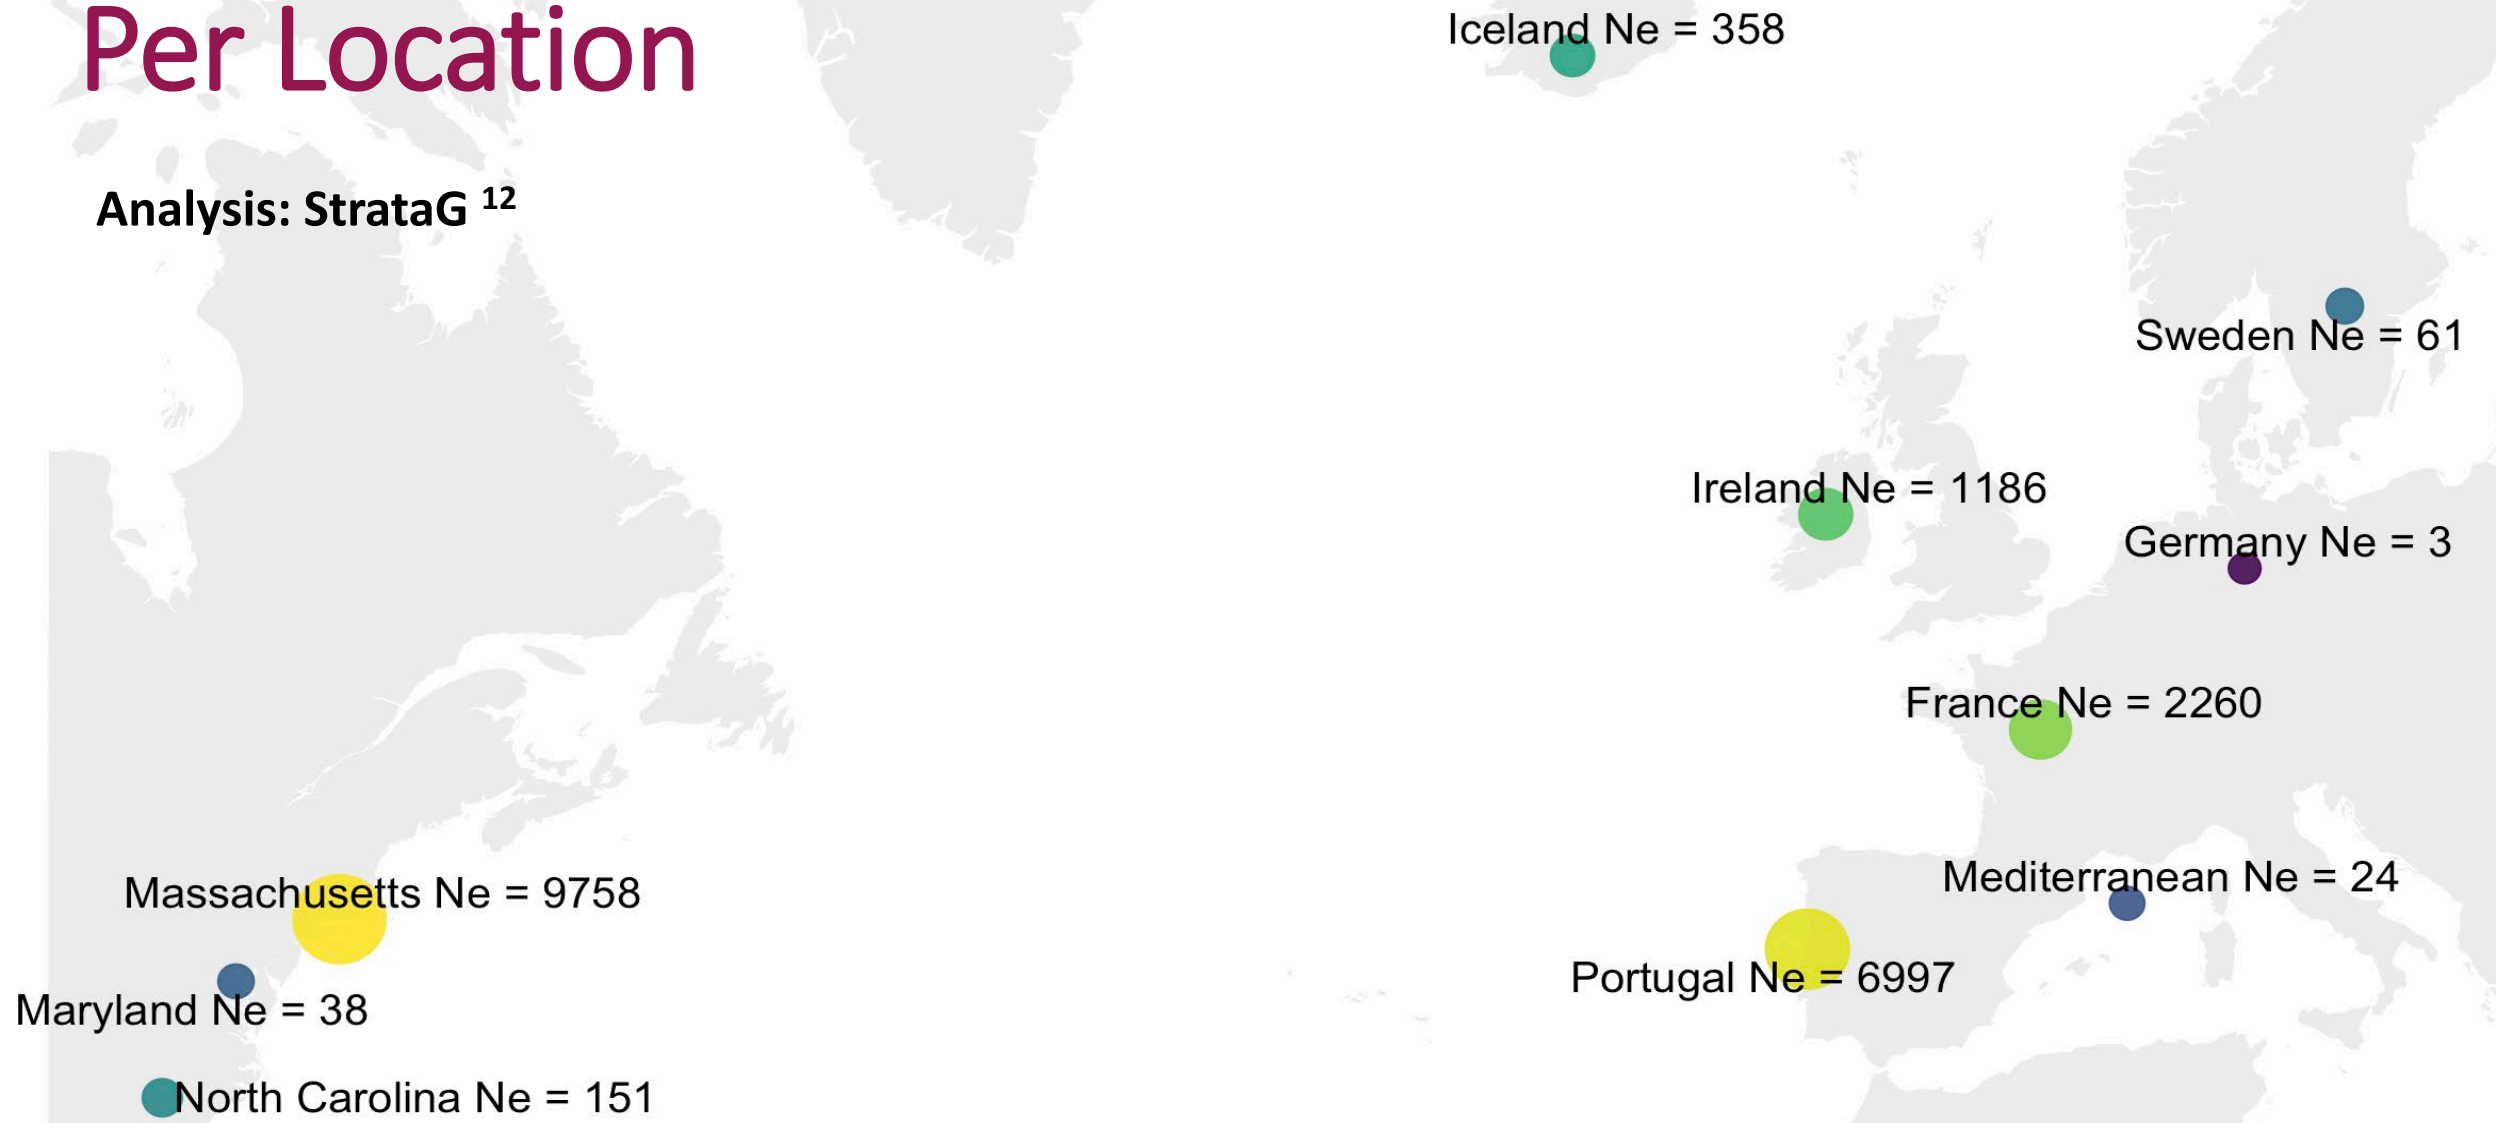 Per Location
Iceland Ne = 358
Analysis: StrataG 12
Sweden Ne = 61
Ireland Ne = 1186
Germany Ne = 3
France Ne = 2260
Massachusetts Ne = 9758
Mediterranean Ne = 24
Portugal Ne = 6997
Maryland Ne = 38
North Carolina Ne = 151